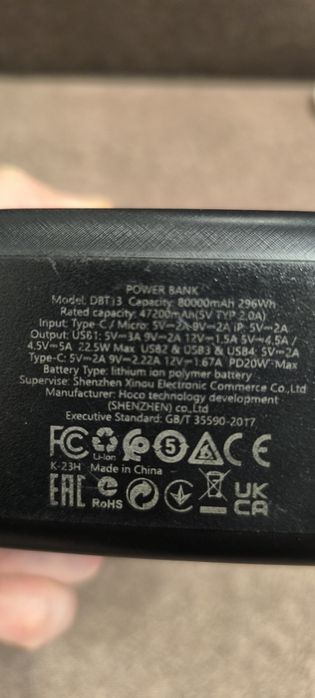 POWER BANK
Model: DBT13 Capacity: 80000mAh 296Wh
Rated capacity: 47200mAh(5V TYP 2.0A)
Input: Type-C / Micro: 5V⎓2A 9V⎓2A iP: 5V⎓2A
Output: USB1: 5V⎓3A 9V⎓2A 12V⎓1.5A 5V⎓4.5A /
4.5V⎓5A 22.5W Max USB2 & USB3 & USB4: 5V⎓2A
Type-C: 5V⎓2A 9V⎓2.22A 12V⎓1.67A PD20W Max
Battery Type: lithium ion polymer battery
Supervise: Shenzhen Xinou Electronic Commerce Co.,Ltd
Manufacturer: Hoco technology development
(SHENZHEN) co.,Ltd
Executive Standard: GB/T 35590-2017
FC Li-ion 5 CE
K-23H Made in China
EAC RoHS UK CA